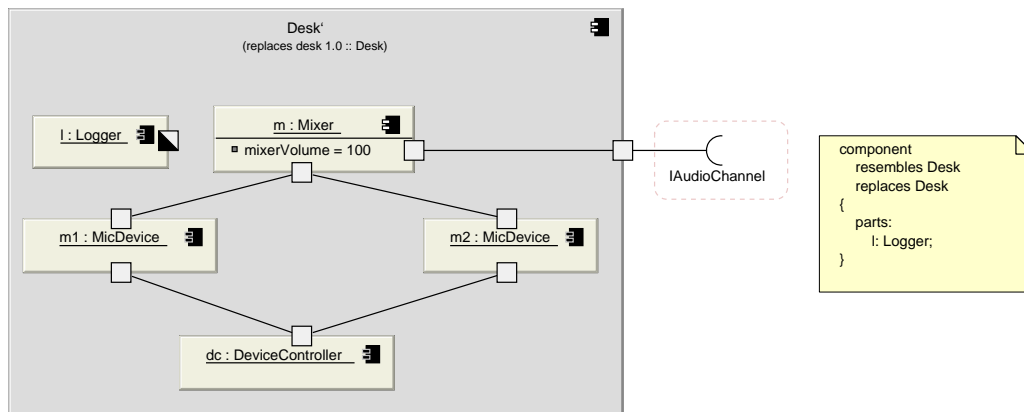 Desk‘
(replaces desk 1.0 :: Desk)
l : Logger
m : Mixer
mixerVolume = 100
IAudioChannel
m1 : MicDevice
m2 : MicDevice
dc : DeviceController
component
resembles Desk
replaces Desk
{
parts:
l: Logger;
}